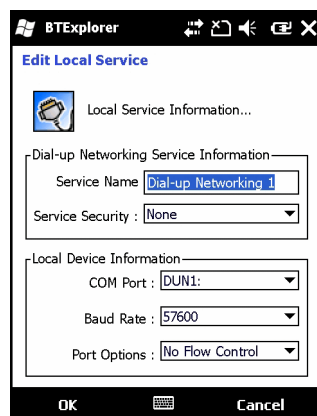 BTExplorer
Edit Local Service
Local Service Information...
Dial-up Networking Service Information
Service Name Dial-up Networking 1
Service Security : None
Local Device Information
COM Port : DUN1:
Baud Rate : 57600
Port Options : No Flow Control
OK Cancel